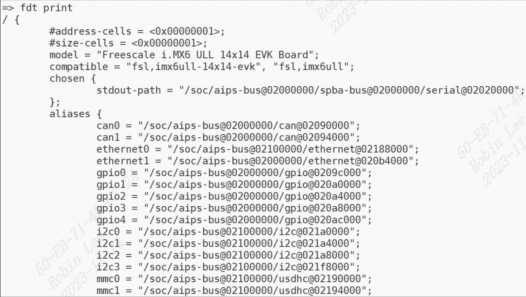 => fdt print
/ {
#address-cells = <0x00000001>;
#size-cells = <0x00000001>;
model = "Freescale i.MX6 ULL 14x14 EVK Board";
compatible = "fsl,imx6ull-14x14-evk", "fsl,imx6ull";
chosen {
stdout-path = "/soc/aips-bus@02000000/spba-bus@02000000/serial@02020000";
};
aliases {
can0 = "/soc/aips-bus@02000000/can@02090000";
can1 = "/soc/aips-bus@02000000/can@02094000";
ethernet0 = "/soc/aips-bus@02100000/ethernet@02188000";
ethernet1 = "/soc/aips-bus@02000000/ethernet@020b4000";
gpio0 = "/soc/aips-bus@02000000/gpio@0209c000";
gpio1 = "/soc/aips-bus@02000000/gpio@020a0000";
gpio2 = "/soc/aips-bus@02000000/gpio@020a4000";
gpio3 = "/soc/aips-bus@02000000/gpio@020a8000";
gpio4 = "/soc/aips-bus@02000000/gpio@020ac000";
i2c0 = "/soc/aips-bus@02100000/i2c@021a0000";
i2c1 = "/soc/aips-bus@02100000/i2c@021a4000";
i2c2 = "/soc/aips-bus@02100000/i2c@021a8000";
i2c3 = "/soc/aips-bus@02100000/i2c@021f8000";
mmc0 = "/soc/aips-bus@02100000/usdhc@02190000";
mmc1 = "/soc/aips-bus@02100000/usdhc@02194000";